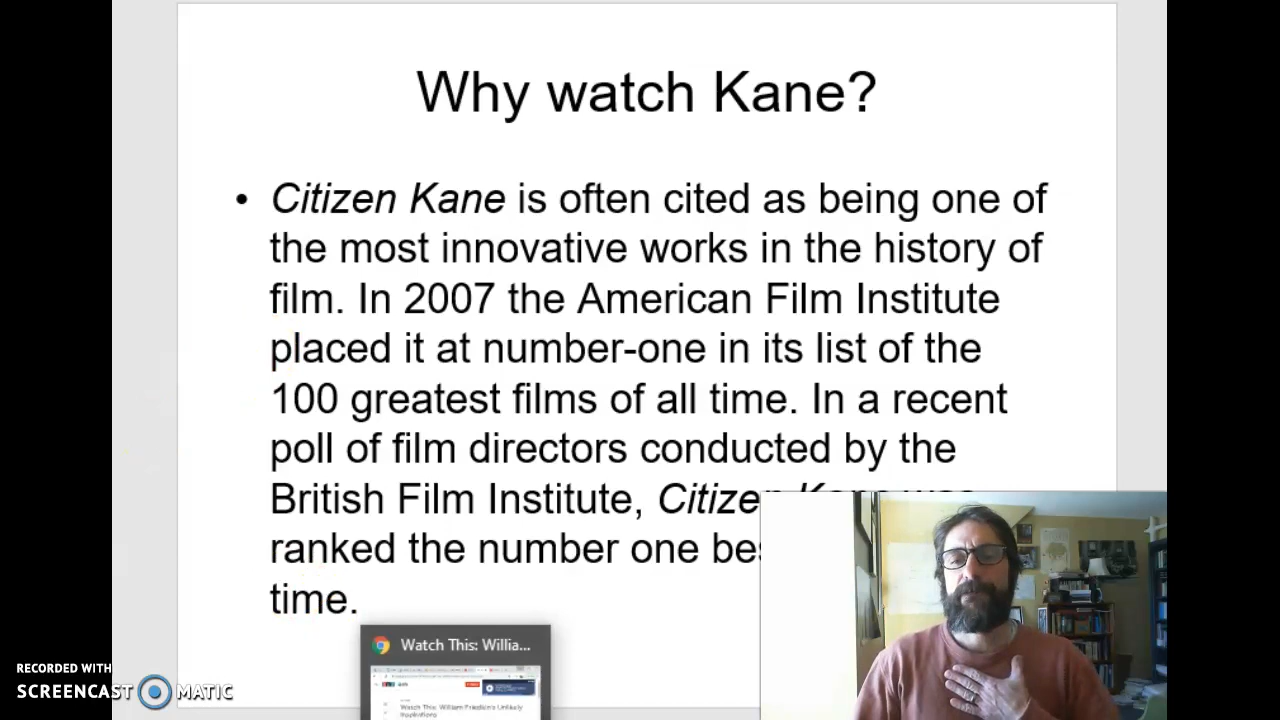 Why watch Kane?
• Citizen Kane is often cited as being one of
the most innovative works in the history of
film. In 2007 the American Film Institute
placed it at number-one in its list of the
100 greatest films of all time. In a recent
poll of film directors conducted by the
British Film Institute, Citizen Kane was
ranked the number one
time.
Watch This: Willia...
Watch This: William Friedkin's Unlikely
Inspirations
RECORDED WITH
SCREENCAST MATIC